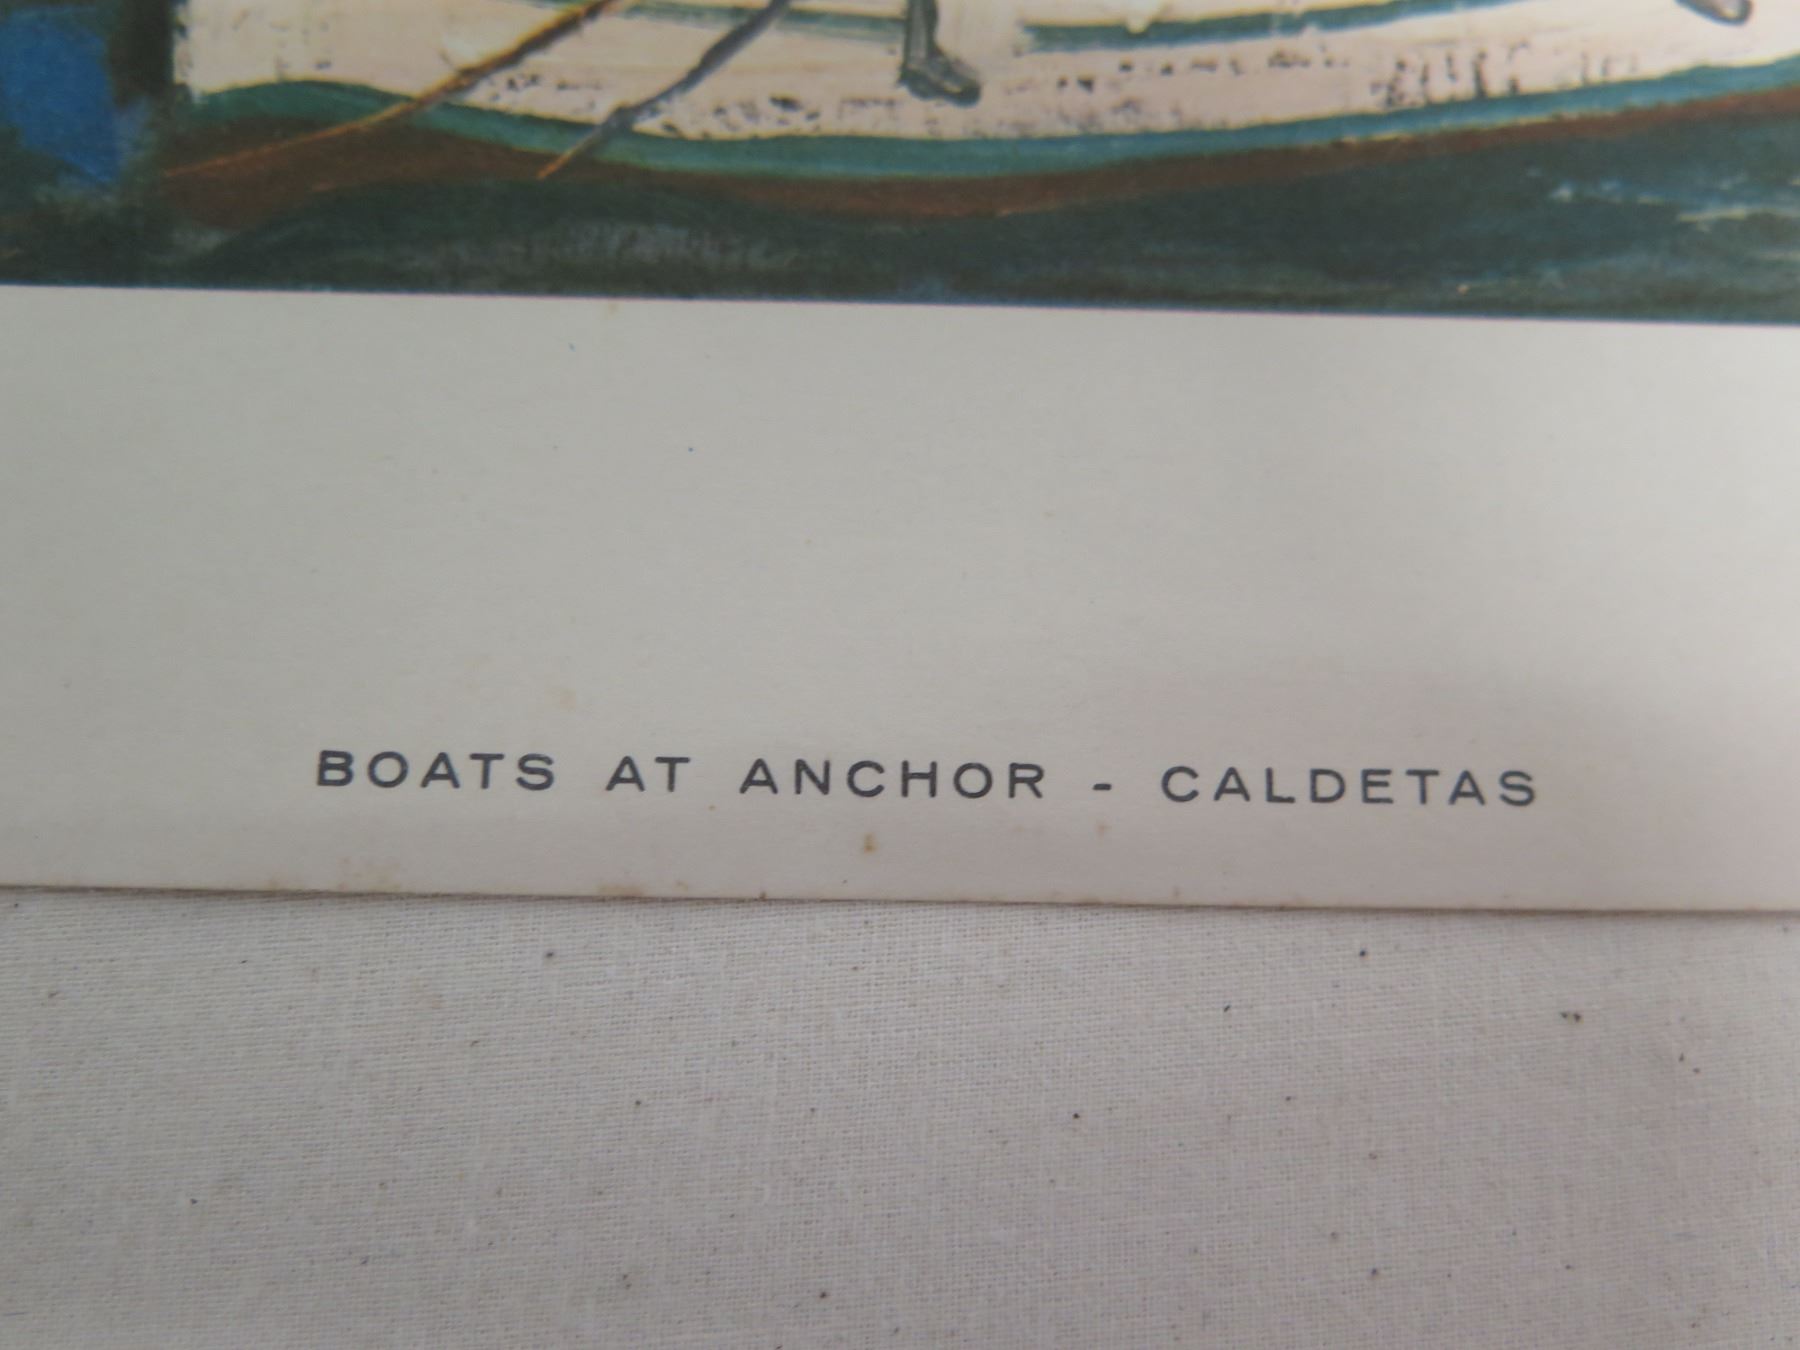 BOATS AT ANCHOR - CALDETAS